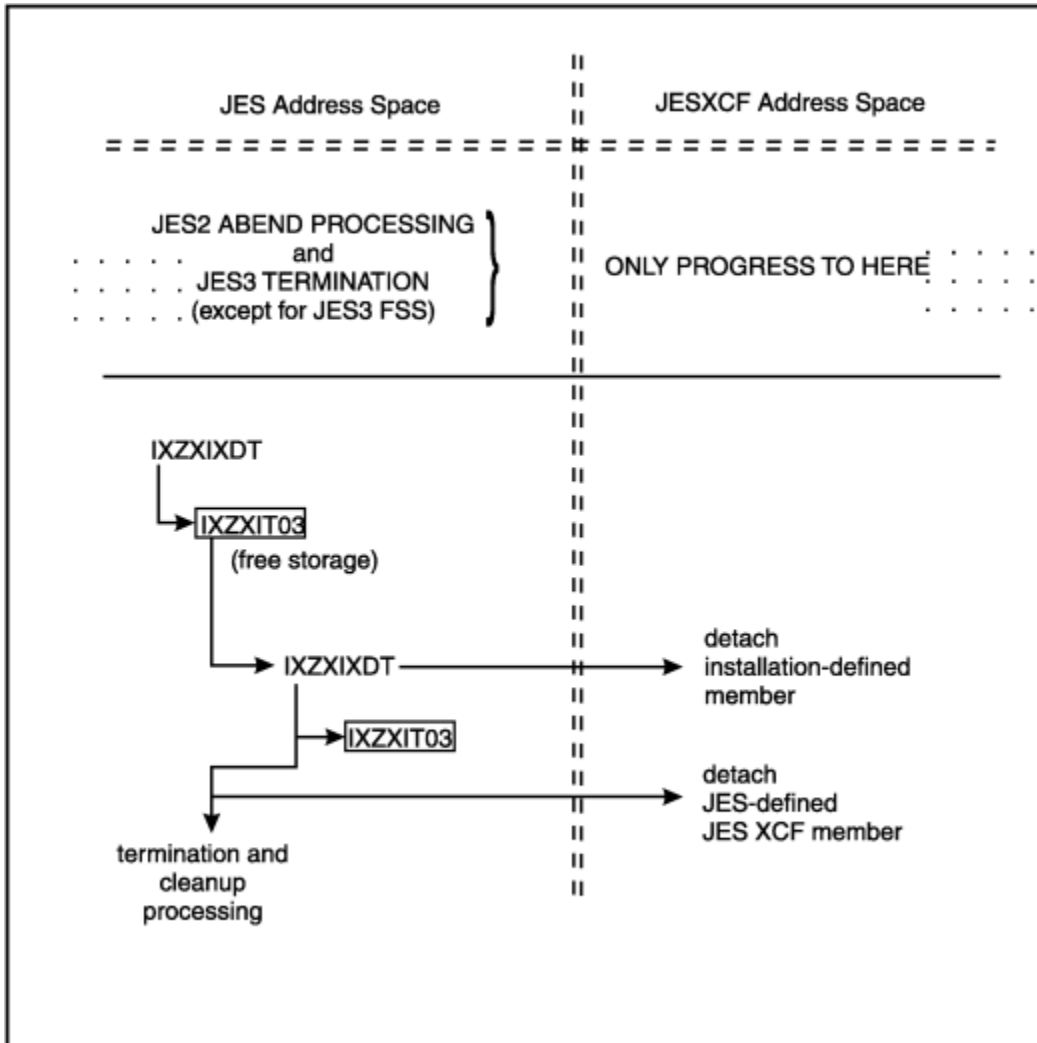 JES Address Space
JESXCF Address Space
JES2 ABEND PROCESSING
and
JES3 TERMINATION
(except for JES3 FSS)
ONLY PROGRESS TO HERE
IXZXIXDT
IXZXIT03
(free storage)
IXZXIXDT
detach
installation-defined
member
IXZXIT03
detach
JES-defined
JES XCF member
termination and
cleanup
processing